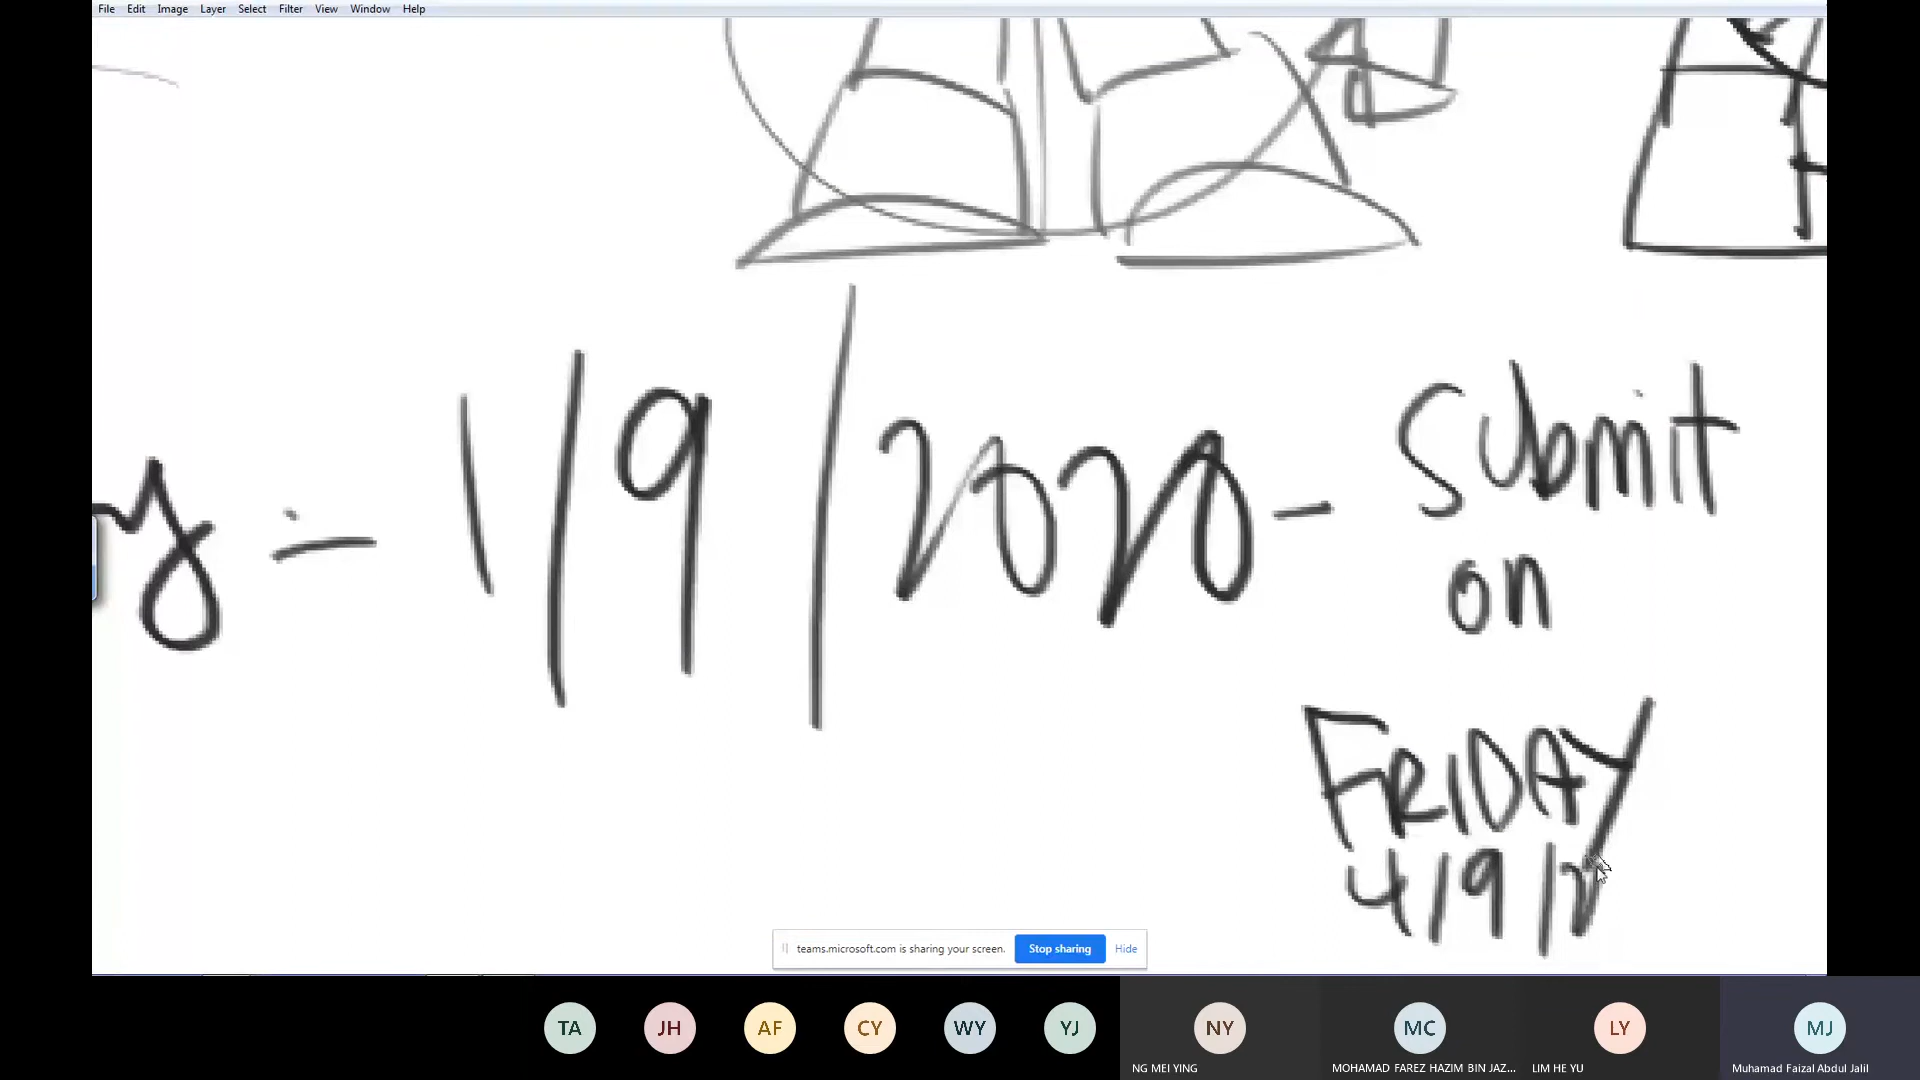 File Edit Image Layer Select Filter View Window Help
y - 1/9/2020 - Submit
on
FRIDAY
4/9/2
teams.microsoft.com is sharing your screen. Stop sharing Hide
TA JH AF CY WY YJ NY MC LY MJ
NG MEI YING MOHAMAD FAREZ HAZIM BIN JAZ... LIM HE YU Muhamad Faizal Abdul Jalil